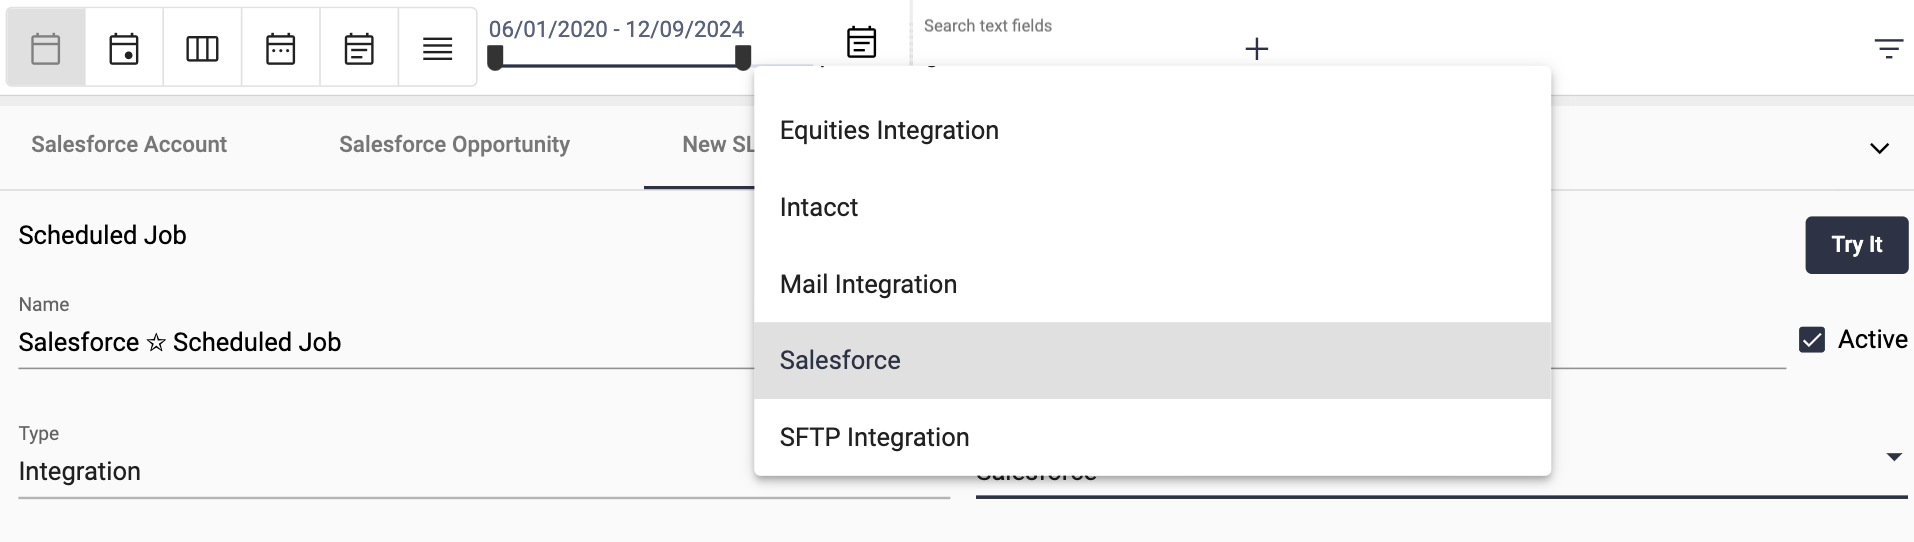 06/01/2020 - 12/09/2024
Search text fields
Salesforce Account
Salesforce Opportunity
New SL
Equities Integration
Intacct
Mail Integration
Salesforce
SFTP Integration
Scheduled Job
Try It
Name
Salesforce ☆ Scheduled Job
Active
Type
Integration
Salesforce